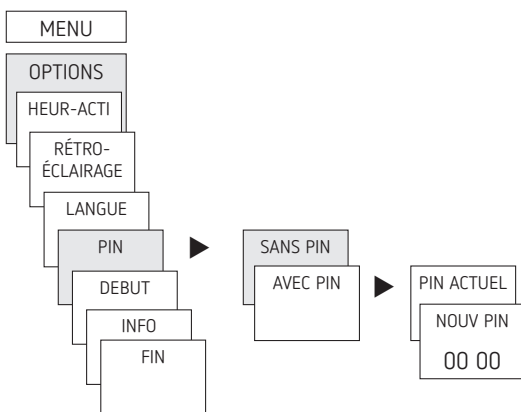 MENU
OPTIONS
HEUR-ACTI
RÉTRO-
ÉCLAIRAGE
LANGUE
PIN
DEBUT
INFO
FIN
SANS PIN
AVEC PIN
PIN ACTUEL
NOUV PIN
00 00